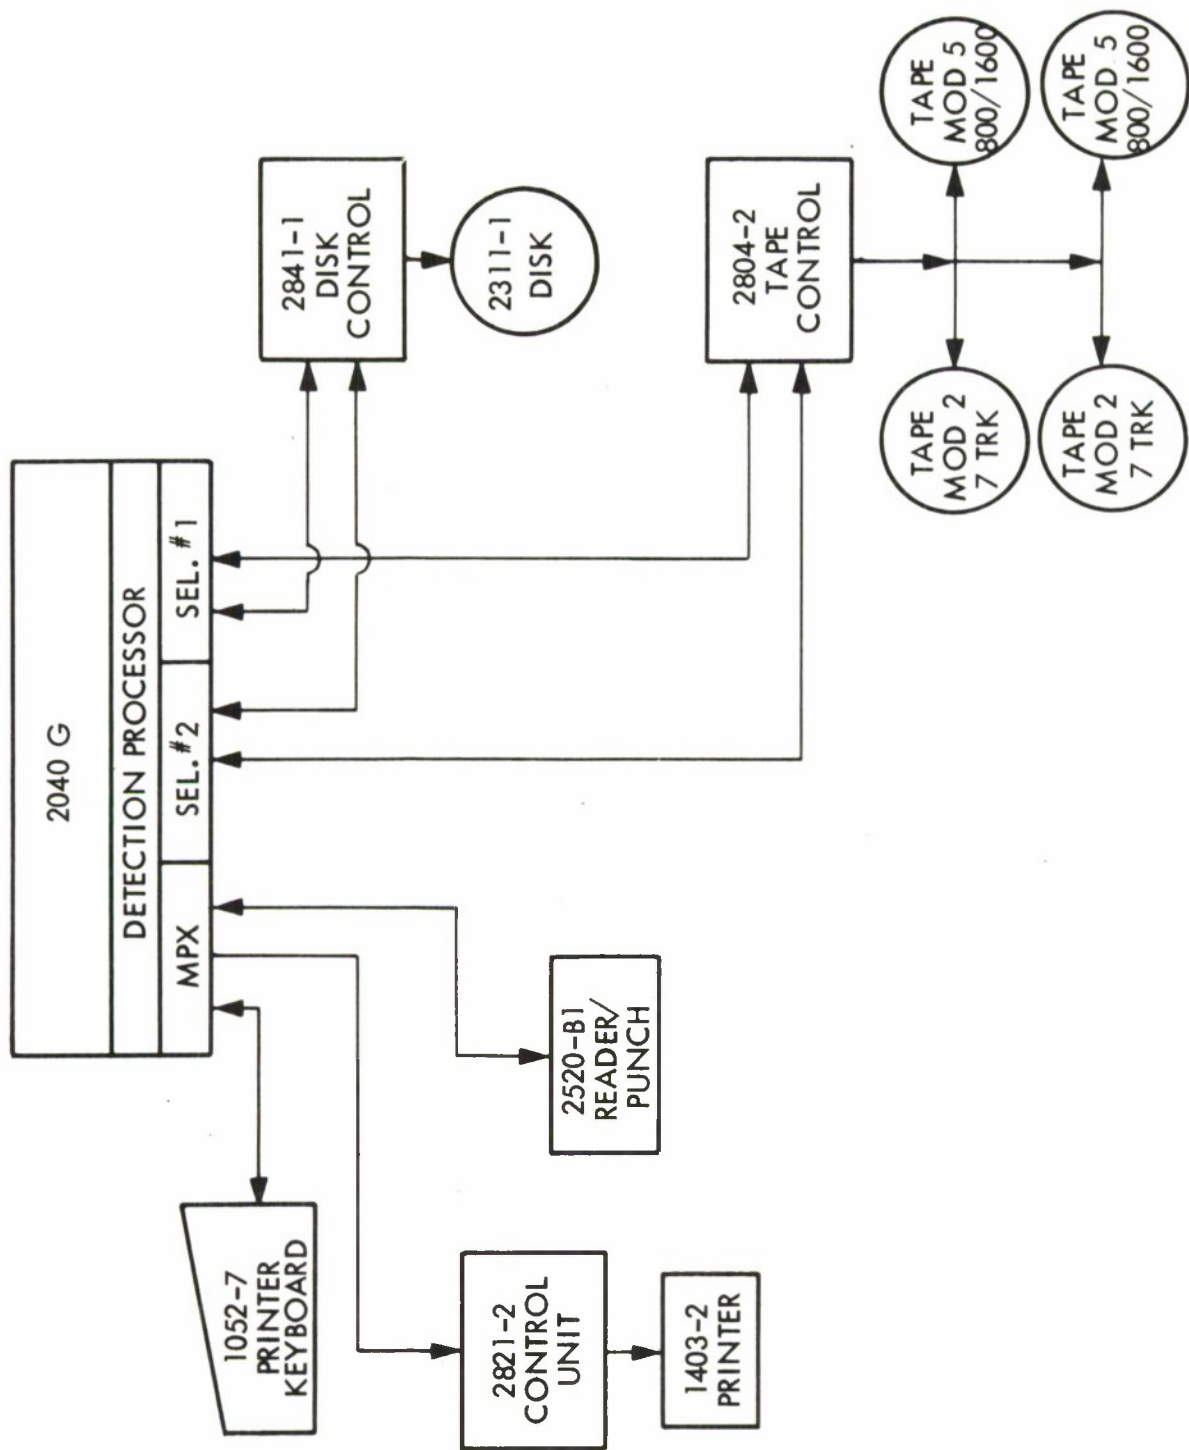 2040 G
DETECTION PROCESSOR
MPX
SEL. #2
SEL. #1
1052-7
PRINTER
KEYBOARD
2821-2
CONTROL
UNIT
1403-2
PRINTER
2520-B1
READER/
PUNCH
2841-1
DISK
CONTROL
2311-1
DISK
2804-2
TAPE
CONTROL
TAPE
MOD 2
7 TRK
TAPE
MOD 5
800/1600
TAPE
MOD 2
7 TRK
TAPE
MOD 5
800/1600